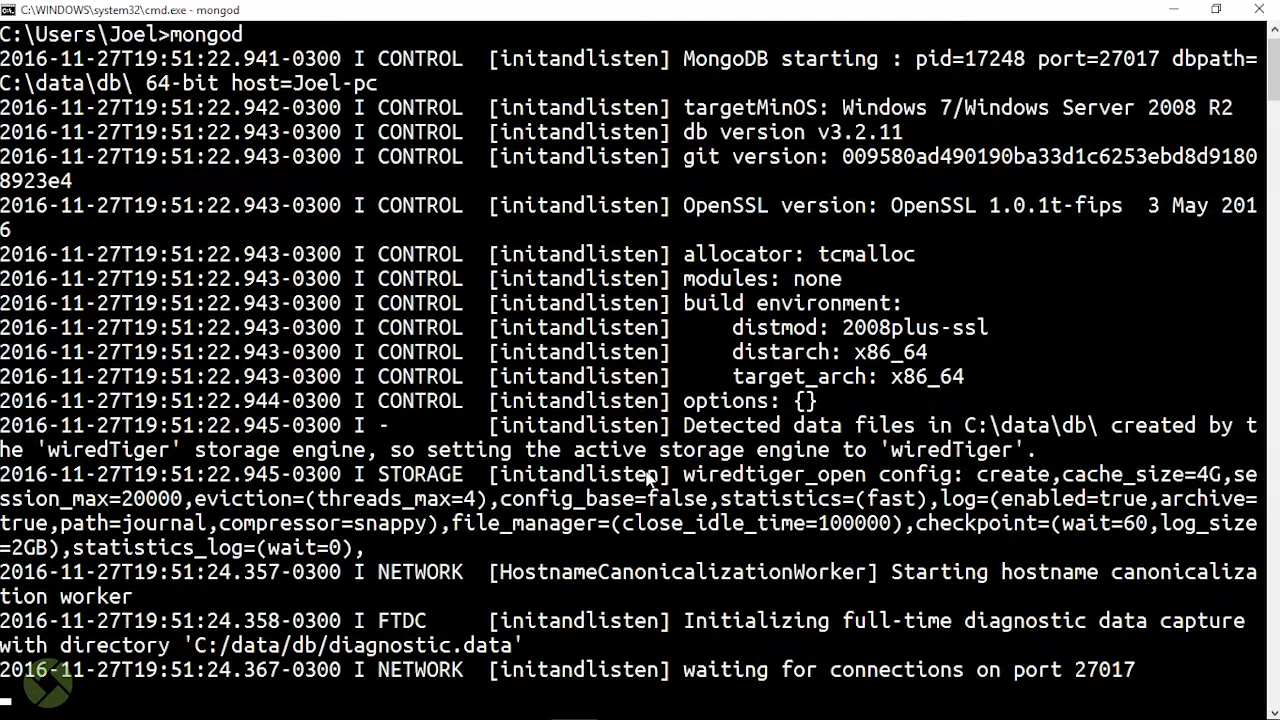 C:\WINDOWS\system32\cmd.exe - mongod
C:\Users\Joel>mongod
2016-11-27T19:51:22.941-0300 I CONTROL  [initandlisten] MongoDB starting : pid=17248 port=27017 dbpath=
C:\data\db\ 64-bit host=Joel-pc
2016-11-27T19:51:22.942-0300 I CONTROL  [initandlisten] targetMinOS: Windows 7/Windows Server 2008 R2
2016-11-27T19:51:22.943-0300 I CONTROL  [initandlisten] db version v3.2.11
2016-11-27T19:51:22.943-0300 I CONTROL  [initandlisten] git version: 009580ad490190ba33d1c6253ebd8d9180
8923e4
2016-11-27T19:51:22.943-0300 I CONTROL  [initandlisten] OpenSSL version: OpenSSL 1.0.1t-fips  3 May 201
6
2016-11-27T19:51:22.943-0300 I CONTROL  [initandlisten] allocator: tcmalloc
2016-11-27T19:51:22.943-0300 I CONTROL  [initandlisten] modules: none
2016-11-27T19:51:22.943-0300 I CONTROL  [initandlisten] build environment:
2016-11-27T19:51:22.943-0300 I CONTROL  [initandlisten]     distmod: 2008plus-ssl
2016-11-27T19:51:22.943-0300 I CONTROL  [initandlisten]     distarch: x86_64
2016-11-27T19:51:22.943-0300 I CONTROL  [initandlisten]     target_arch: x86_64
2016-11-27T19:51:22.944-0300 I CONTROL  [initandlisten] options: {}
2016-11-27T19:51:22.945-0300 I -        [initandlisten] Detected data files in C:\data\db\ created by t
he 'wiredTiger' storage engine, so setting the active storage engine to 'wiredTiger'.
2016-11-27T19:51:22.945-0300 I STORAGE  [initandlisten] wiredtiger_open config: create,cache_size=4G,se
ssion_max=20000,eviction=(threads_max=4),config_base=false,statistics=(fast),log=(enabled=true,archive=
true,path=journal,compressor=snappy),file_manager=(close_idle_time=100000),checkpoint=(wait=60,log_size
=2GB),statistics_log=(wait=0),
2016-11-27T19:51:24.357-0300 I NETWORK  [HostnameCanonicalizationWorker] Starting hostname canonicaliza
tion worker
2016-11-27T19:51:24.358-0300 I FTDC     [initandlisten] Initializing full-time diagnostic data capture
with directory 'C:/data/db/diagnostic.data'
2016-11-27T19:51:24.367-0300 I NETWORK  [initandlisten] waiting for connections on port 27017